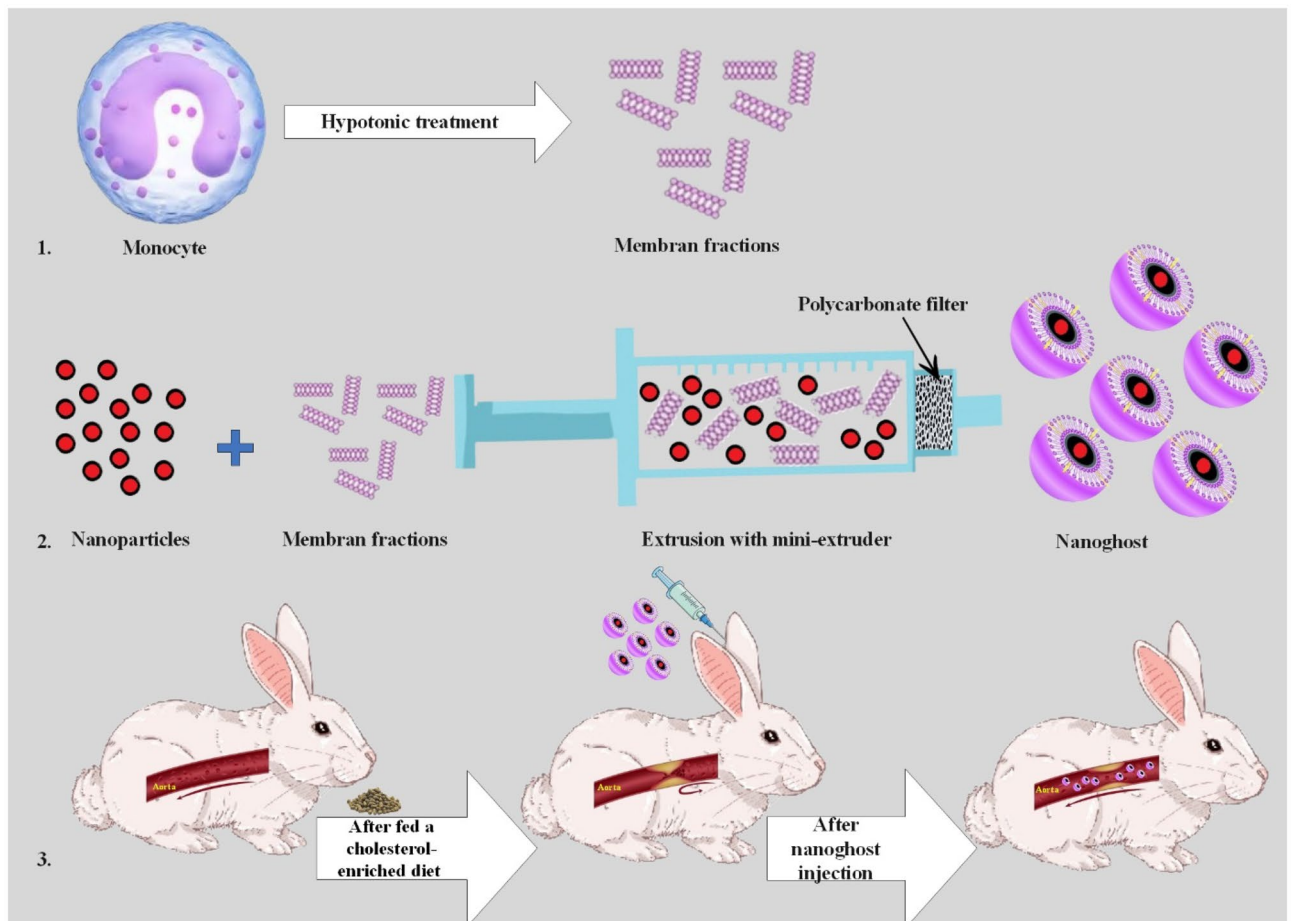 Hypotonic treatment
1.
Monocyte
Membran fractions
Polycarbonate filter
2.
Nanoparticles
Membran fractions
Extrusion with mini-extruder
Nanoghost
Aorta
Aorta
Aorta
After fed a
cholesterol-
enriched diet
After
nanoghost
injection
3.